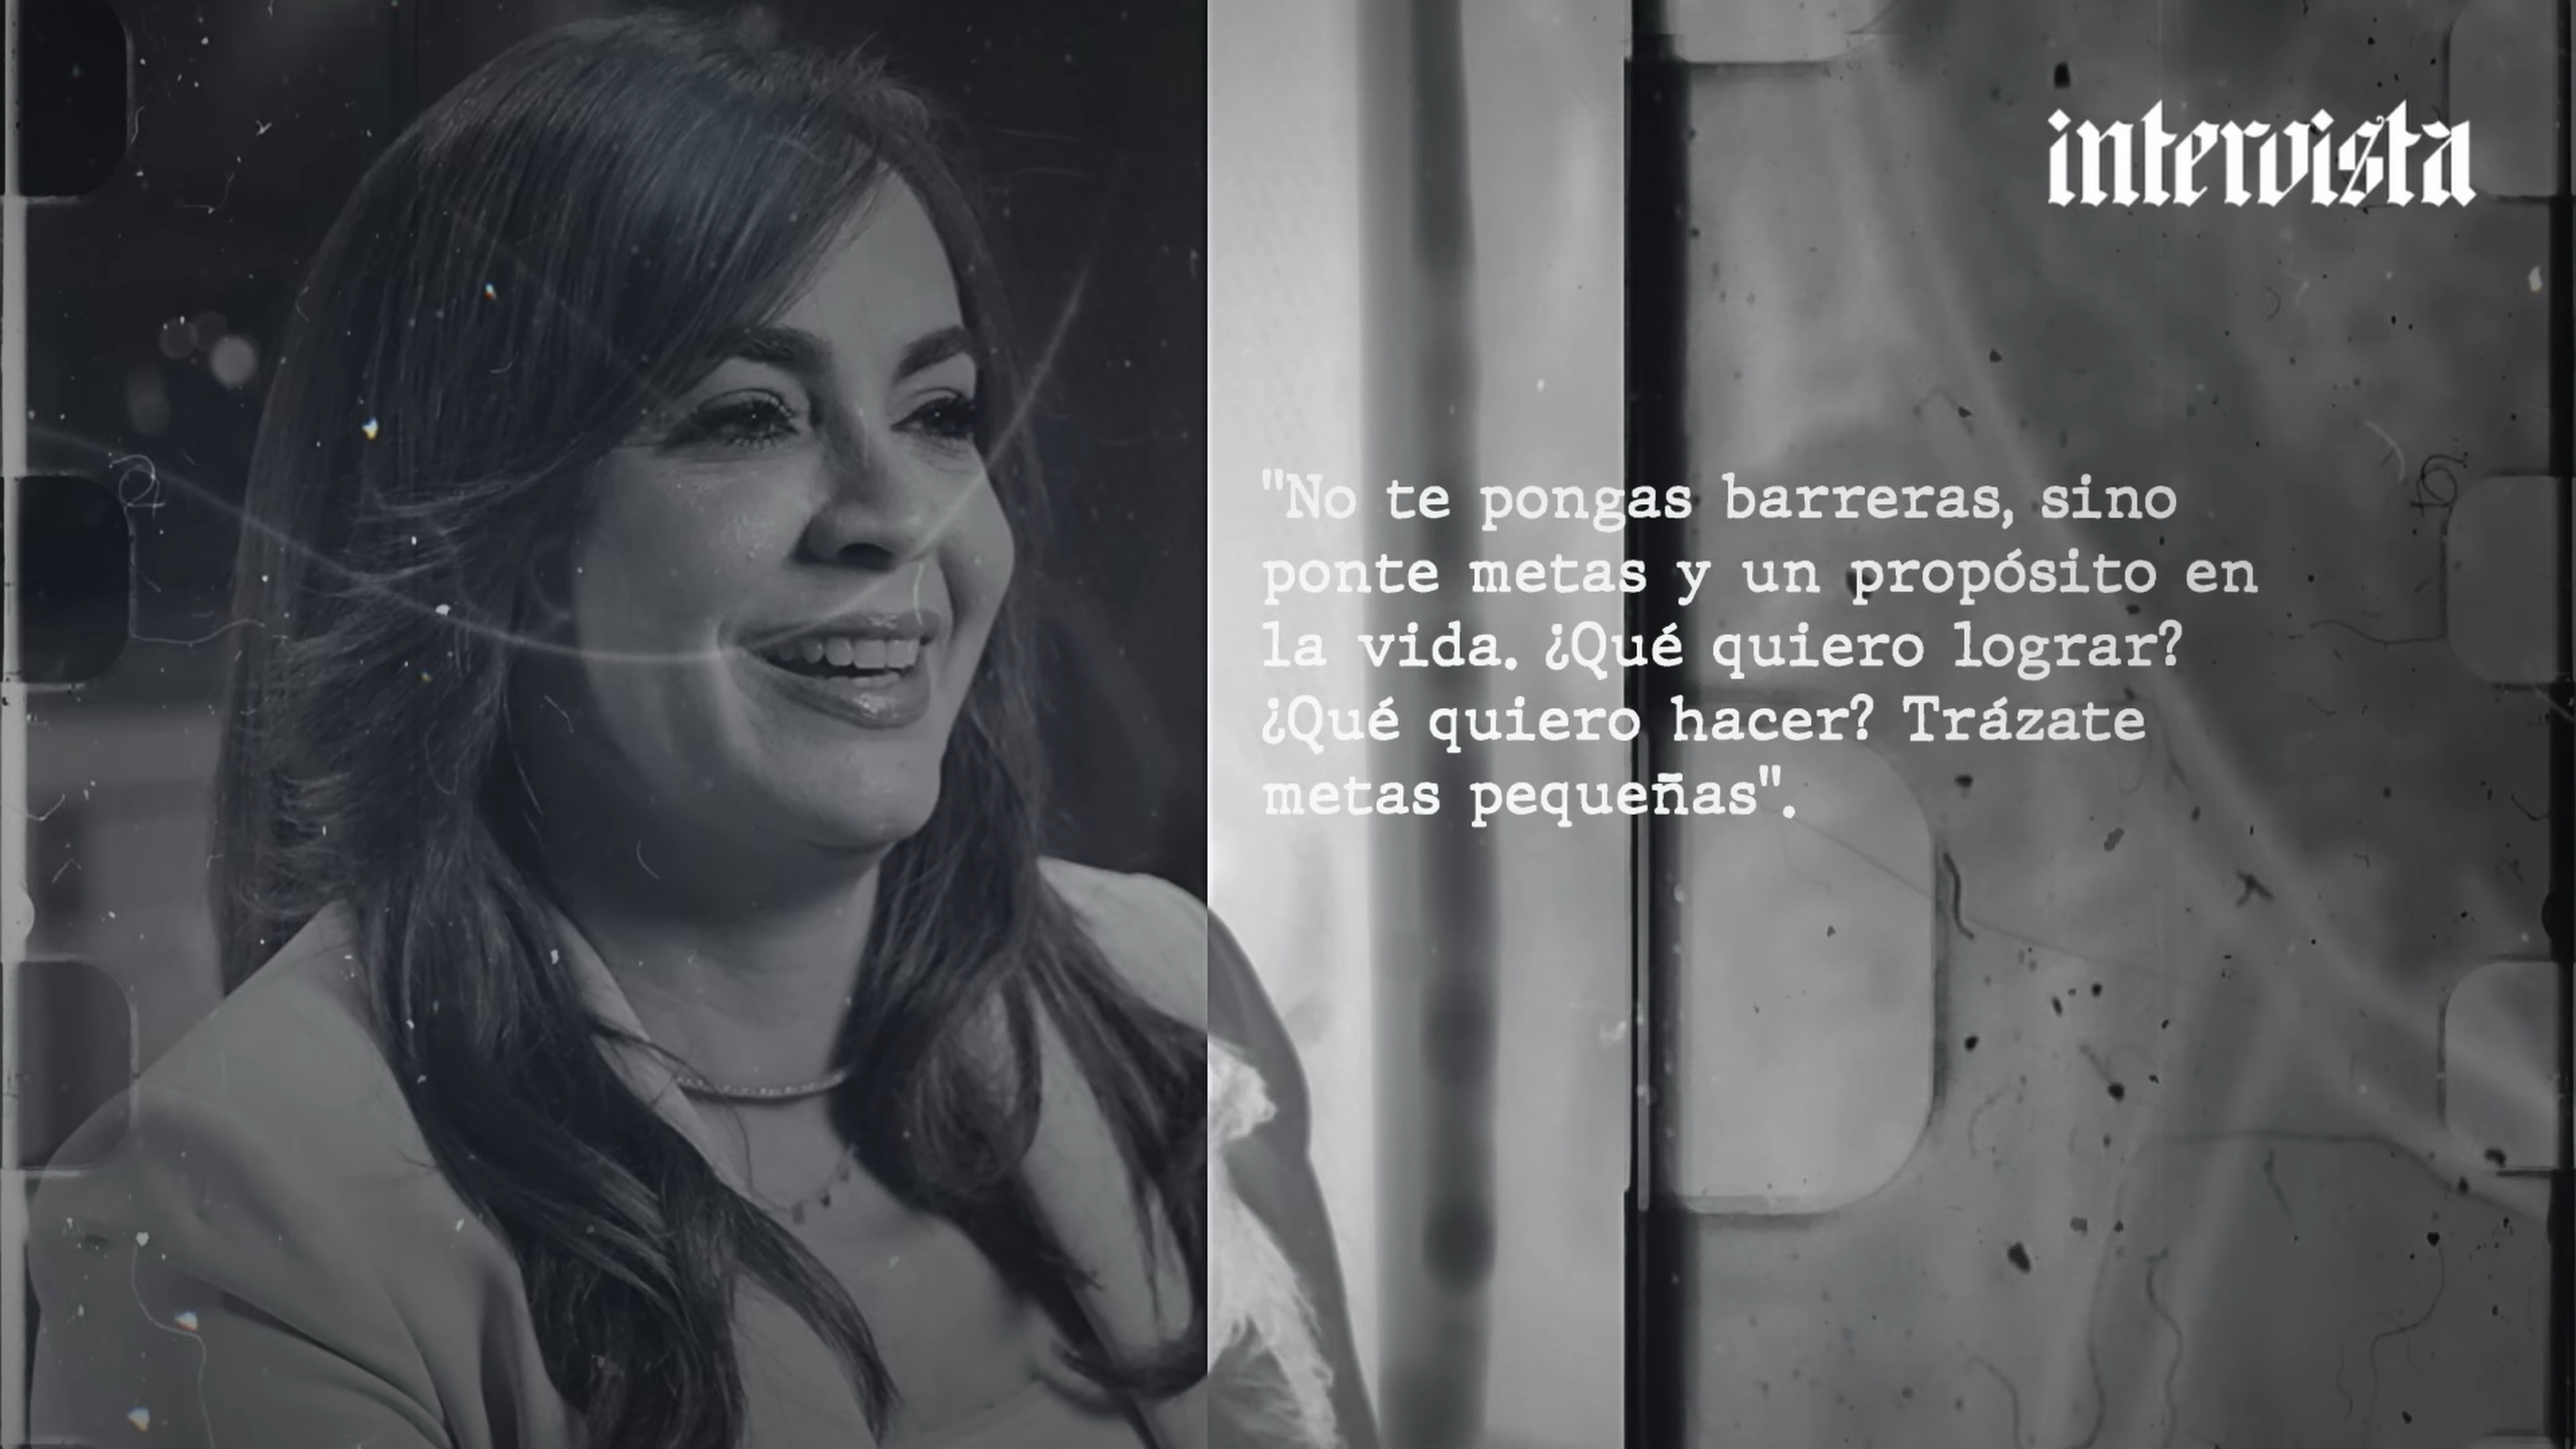 intervista
"No te pongas barreras, sino
ponte metas y un propósito en
la vida. ¿Qué quiero lograr?
¿Qué quiero hacer? Trázate
metas pequeñas".